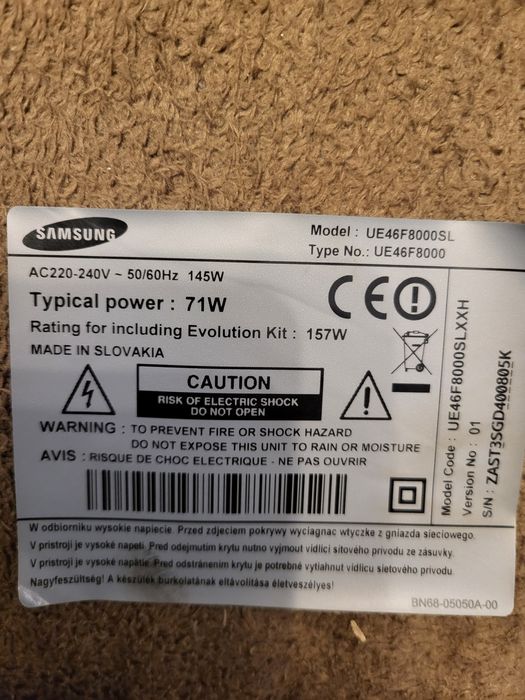 SAMSUNG
Model : UE46F8000SL
Type No.: UE46F8000
AC220-240V ~ 50/60Hz 145W
Typical power : 71W
Rating for including Evolution Kit : 157W
MADE IN SLOVAKIA
CE
CAUTION
RISK OF ELECTRIC SHOCK
DO NOT OPEN
WARNING : TO PREVENT FIRE OR SHOCK HAZARD
DO NOT EXPOSE THIS UNIT TO RAIN OR MOISTURE
AVIS : RISQUE DE CHOC ELECTRIQUE - NE PAS OUVRIR
Model Code : UE46F8000SLXXH
Version No : 01
S/N : ZAST3SGD400805K
W odbiorniku wysokie napiecie. Przed zdjeciem pokrywy wyciagnac wtyczke z gniazda sieciowego.
V pristroji je vysoké napeti. Pred odejmutim krytu nutno vyjmout vidlici sitového privodu ze zásuvky.
V pristroji je vysoké napätie. Pred odstránením krytu je potrebné vytiahnut vidlicu sietového privodu.
Nagyfeszültség! A készülék burkolatának eltávolítása életveszélyes!
BN68-05050A-00